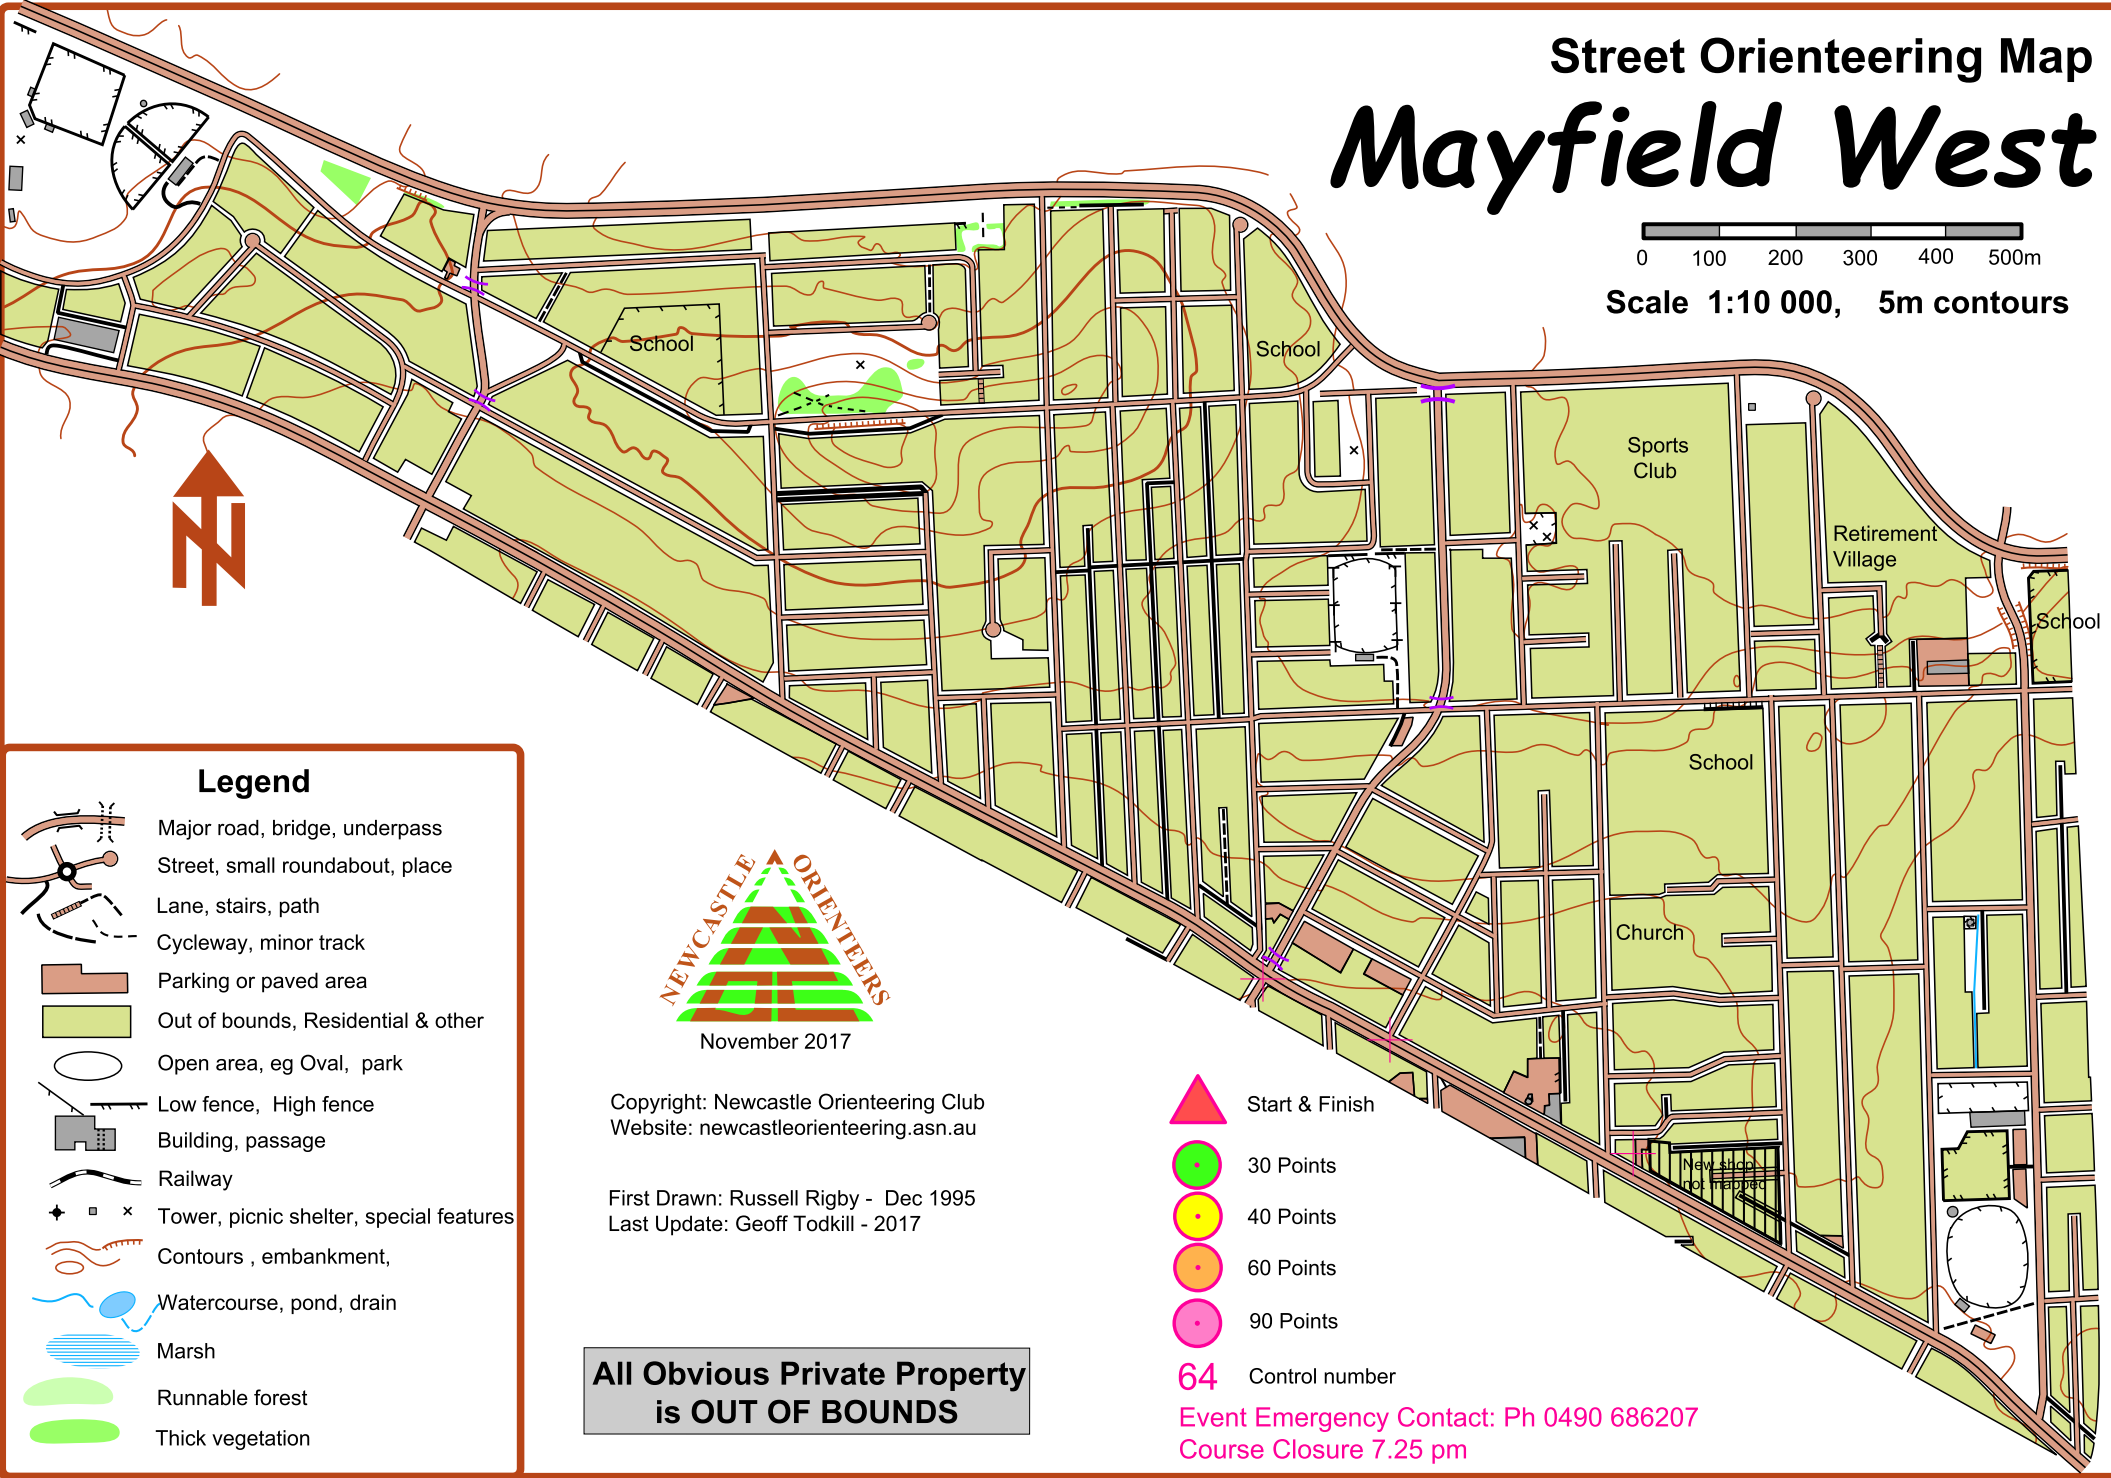 Street Orienteering Map
Mayfield West
0 100 200 300 400 500m
Scale 1:10 000, 5m contours
School
School
Sports
Club
Retirement
Village
School
School
Church
New shop
not mapped
N
Legend
Major road, bridge, underpass
Street, small roundabout, place
Lane, stairs, path
Cycleway, minor track
Parking or paved area
Out of bounds, Residential & other
Open area, eg Oval, park
Low fence, High fence
Building, passage
Railway
Tower, picnic shelter, special features
Contours , embankment,
Watercourse, pond, drain
Marsh
Runnable forest
Thick vegetation
NEWCASTLE ORIENTEERS
November 2017
Copyright: Newcastle Orienteering Club
Website: newcastleorienteering.asn.au
First Drawn: Russell Rigby - Dec 1995
Last Update: Geoff Todkill - 2017
All Obvious Private Property
is OUT OF BOUNDS
Start & Finish
30 Points
40 Points
60 Points
90 Points
64 Control number
Event Emergency Contact: Ph 0490 686207
Course Closure 7.25 pm